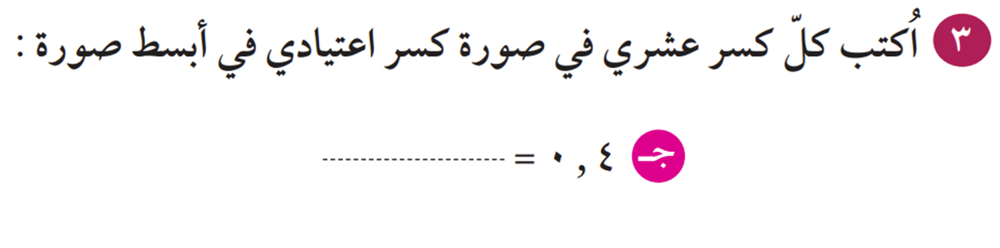 ٣ اُكتب كلّ كسر عشري في صورة كسر اعتيادي في أبسط صورة :
جـ ٠,٤ = ----------------------